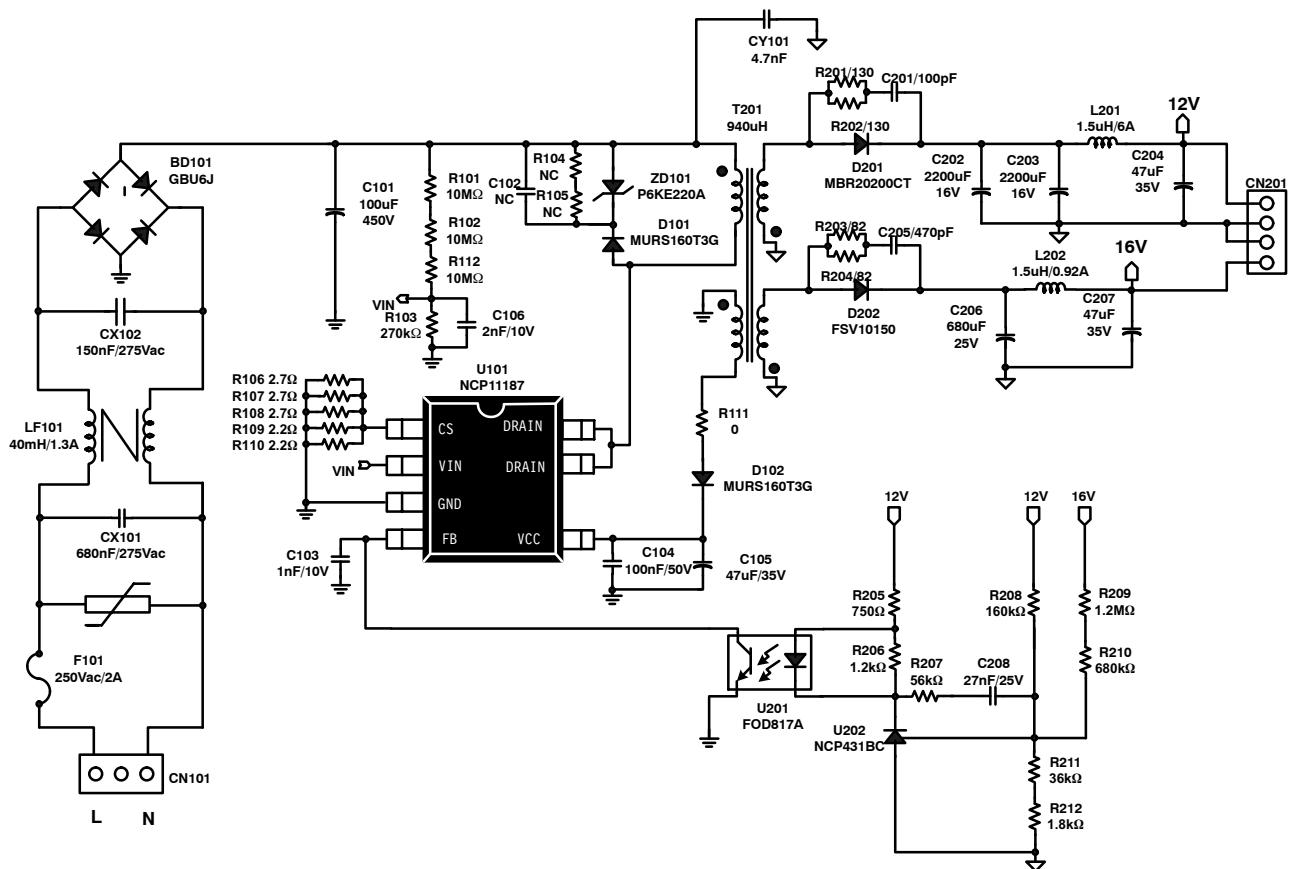 CY101
4.7nF
R201/130
C201/100pF
T201
940uH
R202/130
D201
MBR20200CT
L201
1.5uH/6A
12V
C202
2200uF
16V
C203
2200uF
16V
C204
47uF
35V
CN201
BD101
GBU6J
C101
100uF
450V
R101
10MΩ
R102
10MΩ
R112
10MΩ
C102
NC
R104
NC
R105
NC
ZD101
P6KE220A
D101
MURS160T3G
R203/82
C205/470pF
R204/82
D202
FSV10150
L202
1.5uH/0.92A
16V
C206
680uF
25V
C207
47uF
35V
VIN
R103
270kΩ
C106
2nF/10V
CX102
150nF/275Vac
U101
NCP11187
R106 2.7Ω
R107 2.7Ω
R108 2.7Ω
R109 2.2Ω
R110 2.2Ω
VIN
CS
VIN
GND
FB
DRAIN
DRAIN
VCC
R111
0
D102
MURS160T3G
LF101
40mH/1.3A
CX101
680nF/275Vac
C103
1nF/10V
C104
100nF/50V
C105
47uF/35V
12V
12V
16V
R205
750Ω
R208
160kΩ
R209
1.2MΩ
R206
1.2kΩ
R207
56kΩ
C208
27nF/25V
R210
680kΩ
F101
250Vac/2A
U201
FOD817A
U202
NCP431BC
R211
36kΩ
R212
1.8kΩ
CN101
L
N